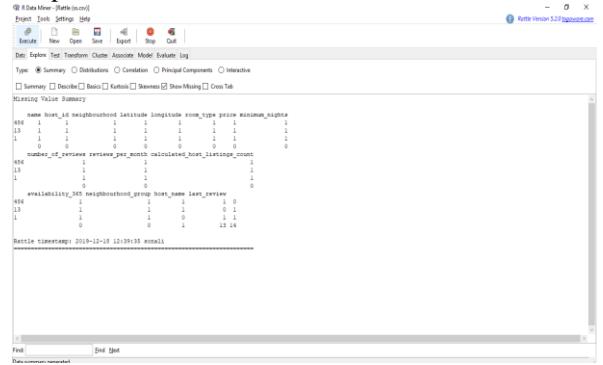 R Data Miner - [Rattle (os.csv)]
Project Tools Settings Help
Rattle Version 5.2.0 togaware.com
Execute New Open Save Export Stop Quit
Data Explore Test Transform Cluster Associate Model Evaluate Log
Type: Summary Distributions Correlation Principal Components Interactive
Summary Describe Basics Kurtosis Skewness Show Missing Cross Tab
Missing Value Summary
name host_id neighbourhood latitude longitude room_type price minimum_nights
456 1 1 1 1 1 1 1 1
13 1 1 1 1 1 1 1 1
1 1 1 1 1 1 1 1 1
0 0 0 0 0 0 0 0
number_of_reviews reviews_per_month calculated_host_listings_count
456 1 1 1
13 1 1 1
1 1 1 1
0 0 0
availability_365 neighbourhood_group host_name last_review
456 1 1 1 1 0
13 1 1 1 0 1
1 1 1 0 1 1
0 0 1 13 14
Rattle timestamp: 2019-12-18 12:39:35 sonali
Find: Find Next
Data summary generated.